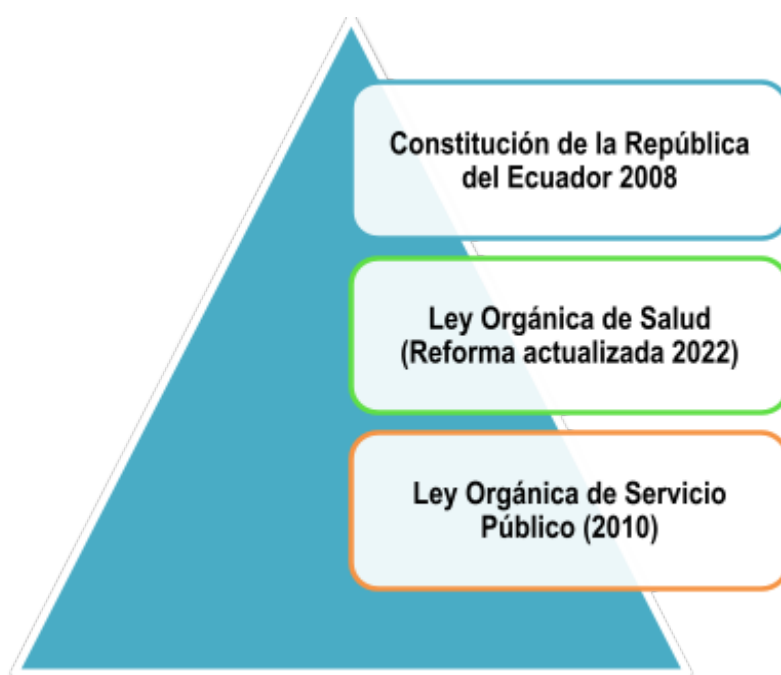 Constitución de la República
del Ecuador 2008
Ley Orgánica de Salud
(Reforma actualizada 2022)
Ley Orgánica de Servicio
Público (2010)